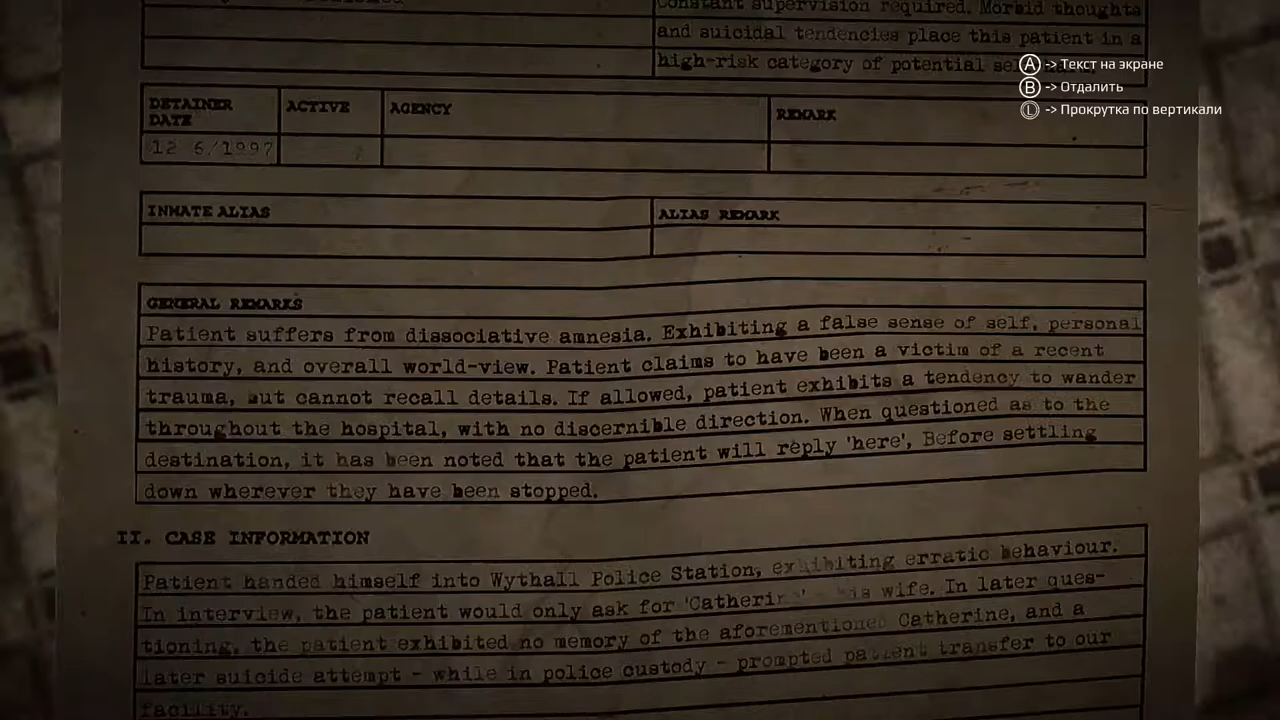 Constant supervision required. Morbid thoughts
and suicidal tendencies place this patient in a
high-risk category of potential
A -> Текст на экране
B -> Отдалить
L -> Прокрутка по вертикали
DETAINER DATE
ACTIVE
AGENCY
REMARK
12 6/1997
INMATE ALIAS
ALIAS REMARK
GENERAL REMARKS
Patient suffers from dissociative amnesia. Exhibiting a false sense of self, personal
history, and overall world-view. Patient claims to have been a victim of a recent
trauma, but cannot recall details. If allowed, patient exhibits a tendency to wander
throughout the hospital, with no discernible direction. When questioned as to the
destination, it has been noted that the patient will reply 'here', Before settling
down wherever they have been stopped.
II. CASE INFORMATION
Patient handed himself into Wythall Police Station, exhibiting erratic behaviour.
In interview, the patient would only ask for 'Catherine' - his wife. In later ques-
tioning, the patient exhibited no memory of the aforementioned Catherine, and a
later suicide attempt - while in police custody - prompted patient transfer to our
facility.